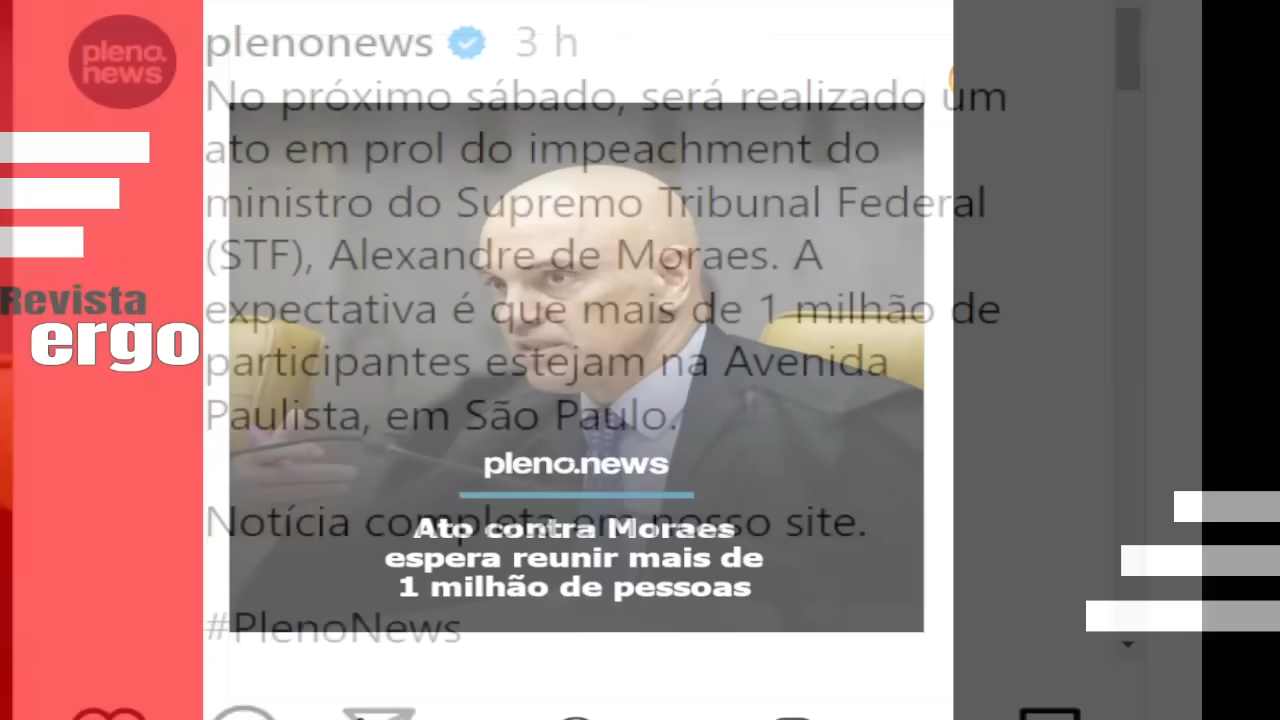 pleno.
news
plenonews 3 h
No próximo sábado, será realizado um
ato em prol do impeachment do
ministro do Supremo Tribunal Federal
(STF), Alexandre de Moraes. A
expectativa é que mais de 1 milhão de
participantes estejam na Avenida
Paulista, em São Paulo.
Revista
ergo
pleno.news
Notícia completa em nosso site.
Ato contra Moraes
espera reunir mais de
1 milhão de pessoas
#PlenoNews